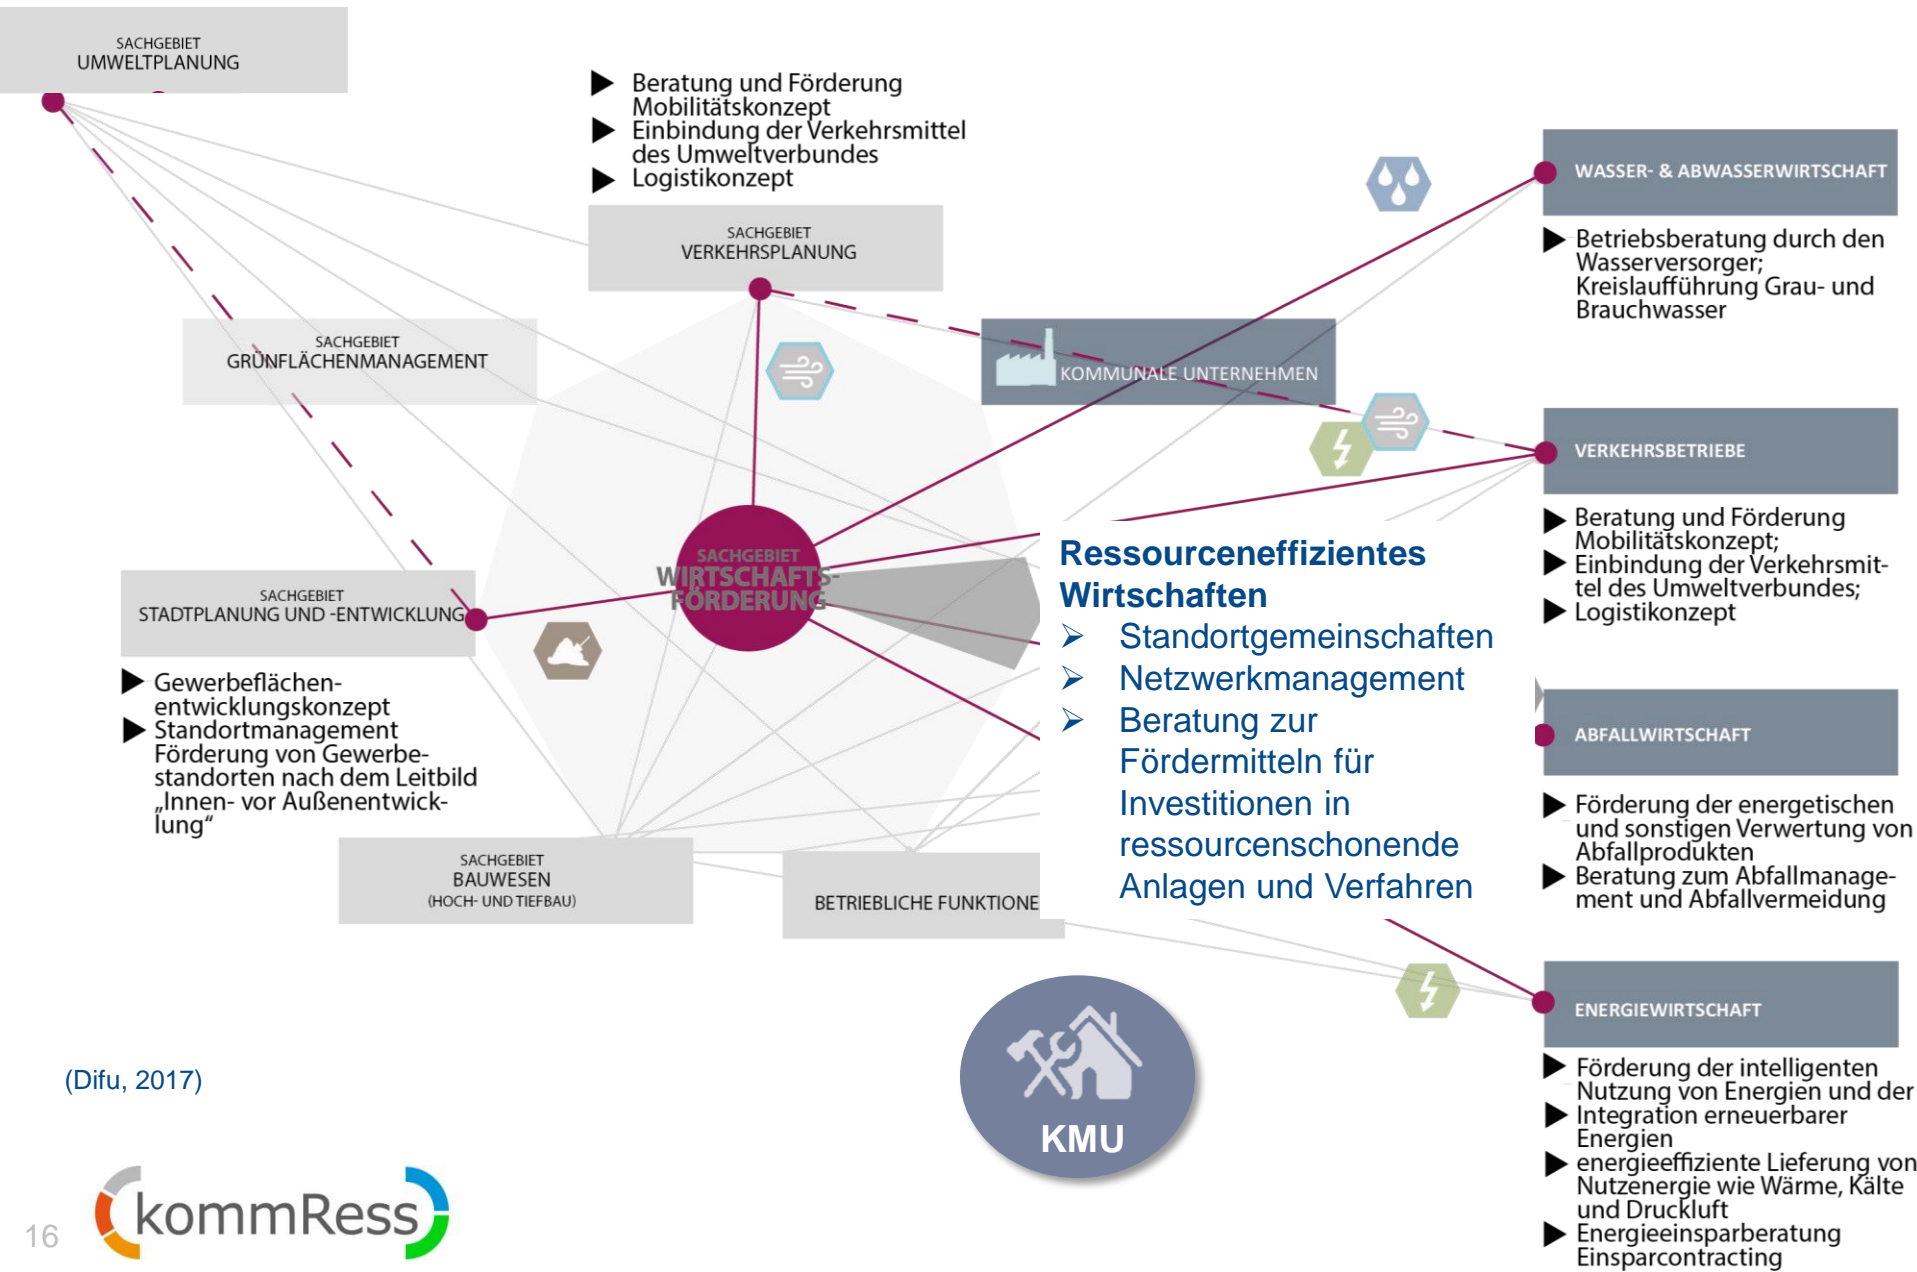 SACHGEBIET
UMWELTPLANUNG
Beratung und Förderung
Mobilitätskonzept
Einbindung der Verkehrsmittel
des Umweltverbundes
Logistikonzept
SACHGEBIET
VERKEHRSPLANUNG
SACHGEBIET
GRÜNFLÄCHENMANAGEMENT
KOMMUNALE UNTERNEHMEN
WASSER- & ABWASSERWIRTSCHAFT
Betriebsberatung durch den
Wasserversorger;
Kreislaufführung Grau- und
Brauchwasser
VERKEHRSBETRIEBE
Beratung und Förderung
Mobilitätskonzept;
Einbindung der Verkehrsmit-
tel des Umweltverbundes;
Logistikonzept
SACHGEBIET
WIRTSCHAFTS-
FÖRDERUNG
SACHGEBIET
STADTPLANUNG UND -ENTWICKLUNG
Gewerbeflächen-
entwicklungskonzept
Standortmanagement
Förderung von Gewerbe-
standorten nach dem Leitbild
„Innen- vor Außenentwick-
lung“
Ressourceneffizientes
Wirtschaften
Standortgemeinschaften
Netzwerkmanagement
Beratung zur
Fördermitteln für
Investitionen in
ressourcenschonende
Anlagen und Verfahren
ABFALLWIRTSCHAFT
Förderung der energetischen
und sonstigen Verwertung von
Abfallprodukten
Beratung zum Abfallmanage-
ment und Abfallvermeidung
SACHGEBIET
BAUWESEN
(HOCH- UND TIEFBAU)
BETRIEBLICHE FUNKTIONE
ENERGIEWIRTSCHAFT
Förderung der intelligenten
Nutzung von Energien und der
Integration erneuerbarer
Energien
energieeffiziente Lieferung von
Nutzenergie wie Wärme, Kälte
und Druckluft
Energieeinsparberatung
Einsparcontracting
KMU
(Difu, 2017)
kommRess
16